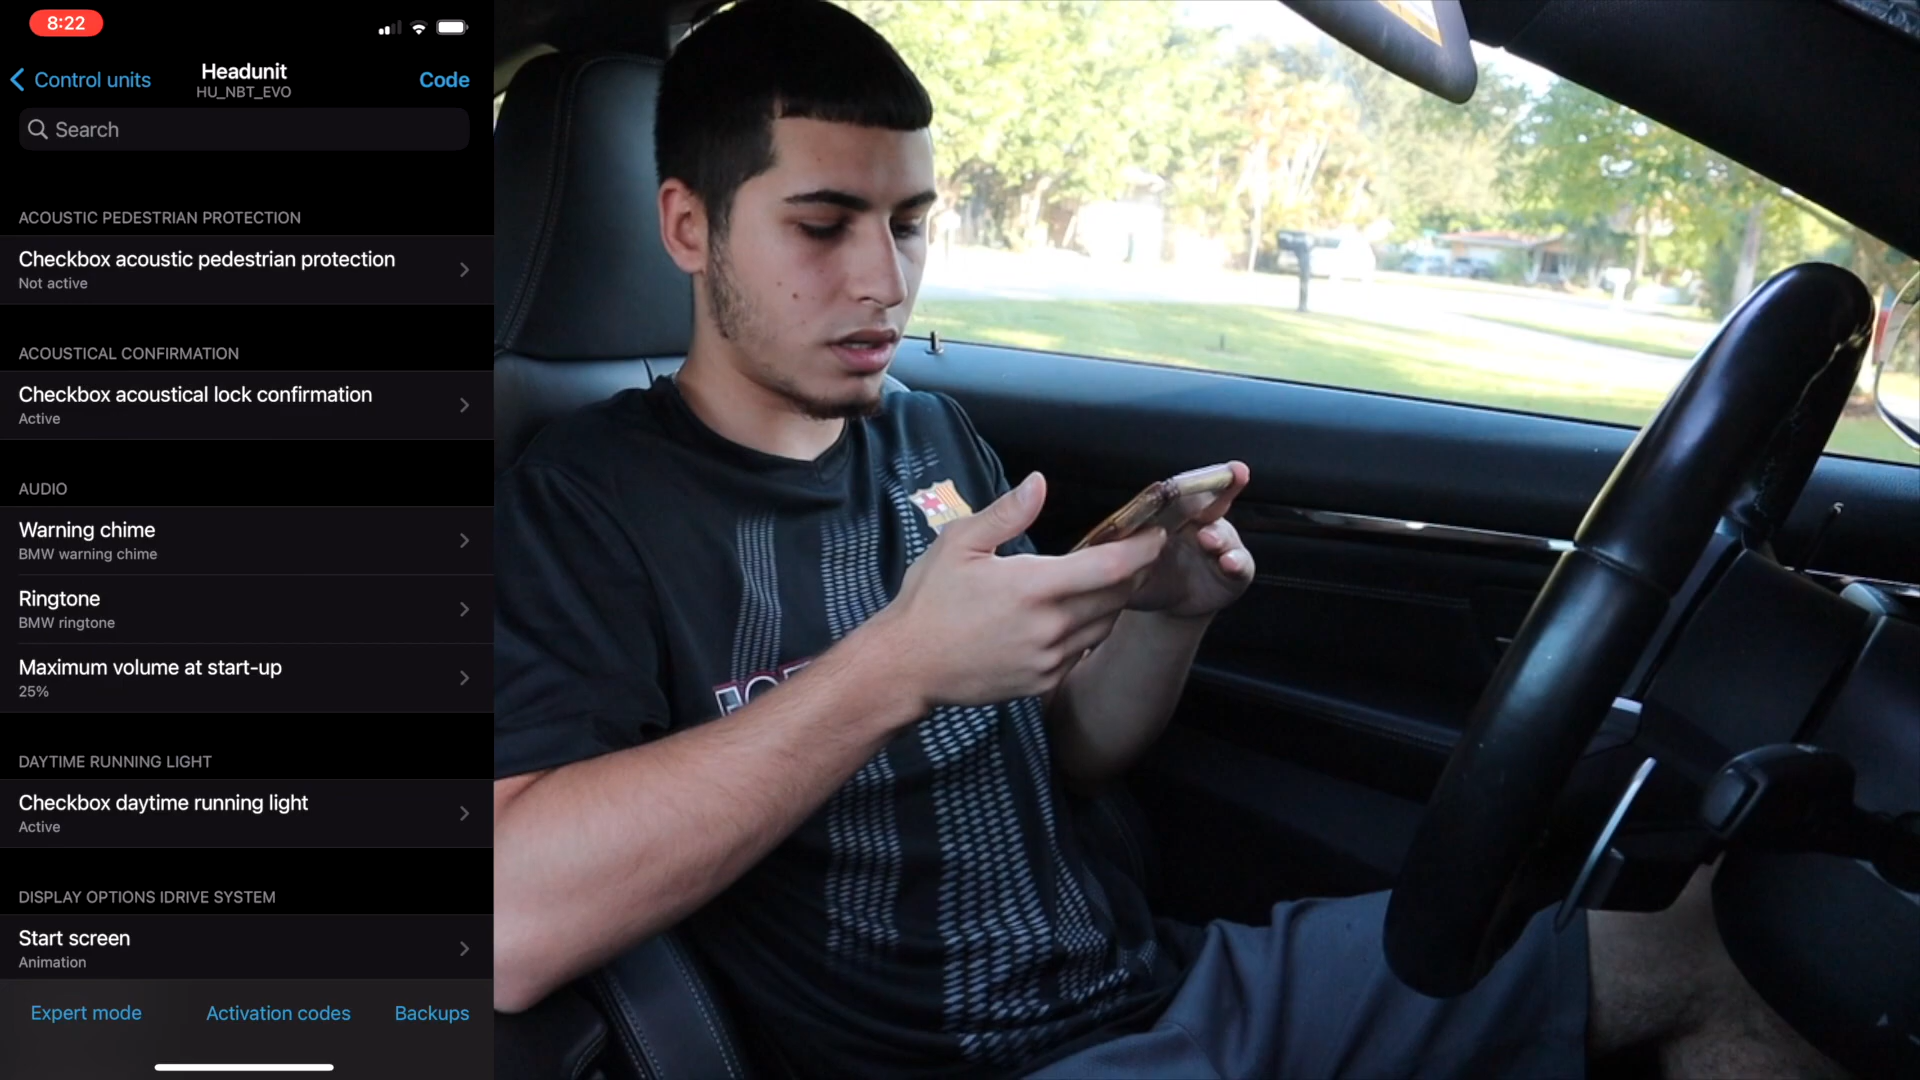 8:22
Control units
Headunit
HU_NBT_EVO
Code
Search
ACOUSTIC PEDESTRIAN PROTECTION
Checkbox acoustic pedestrian protection
Not active
ACOUSTICAL CONFIRMATION
Checkbox acoustical lock confirmation
Active
AUDIO
Warning chime
BMW warning chime
Ringtone
BMW ringtone
Maximum volume at start-up
25%
DAYTIME RUNNING LIGHT
Checkbox daytime running light
Active
DISPLAY OPTIONS IDRIVE SYSTEM
Start screen
Animation
Expert mode
Activation codes
Backups